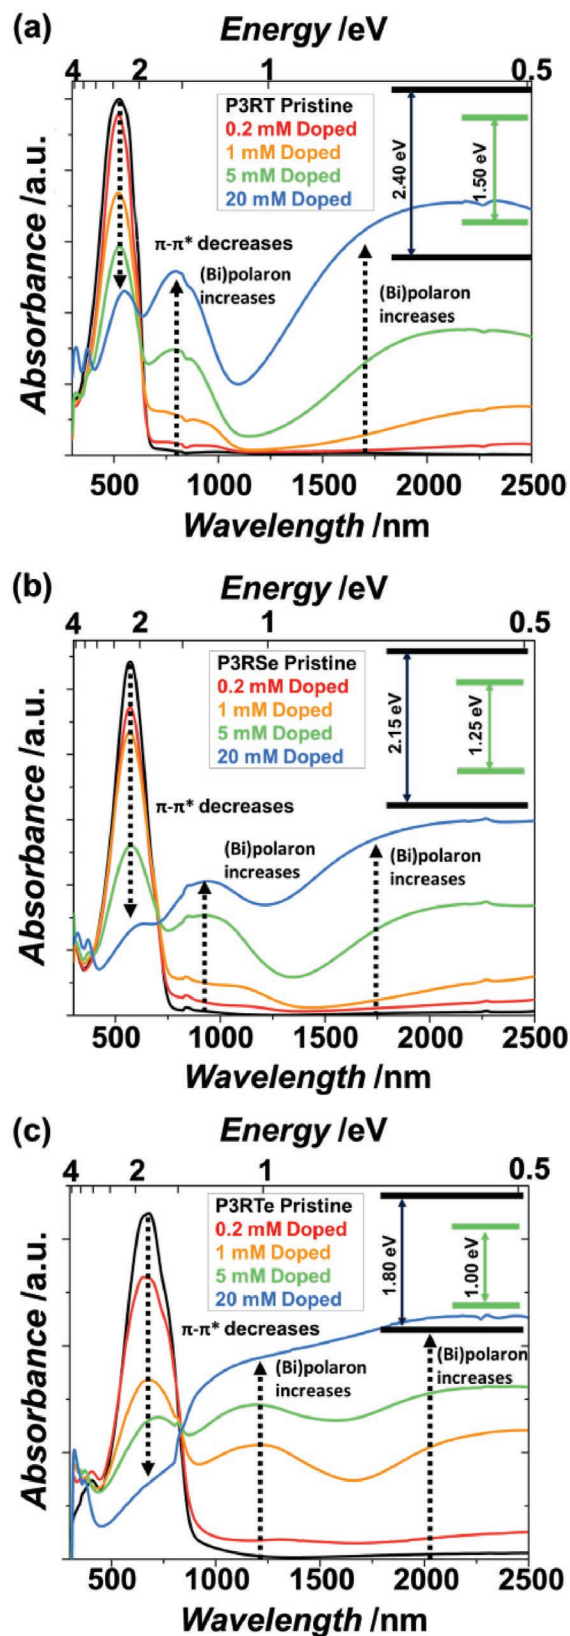 (a)
Energy /eV
4 2 1 0.5
P3RT Pristine
0.2 mM Doped
1 mM Doped
5 mM Doped
20 mM Doped
2.40 eV
1.50 eV
π-π* decreases
(Bi)polaron
increases
(Bi)polaron
increases
Absorbance /a.u.
500 1000 1500 2000 2500
Wavelength /nm
(b)
Energy /eV
4 2 1 0.5
P3RSe Pristine
0.2 mM Doped
1 mM Doped
5 mM Doped
20 mM Doped
2.15 eV
1.25 eV
π-π* decreases
(Bi)polaron
increases
(Bi)polaron
increases
Absorbance /a.u.
500 1000 1500 2000 2500
Wavelength /nm
(c)
Energy /eV
4 2 1 0.5
P3RTe Pristine
0.2 mM Doped
1 mM Doped
5 mM Doped
20 mM Doped
1.80 eV
1.00 eV
π-π* decreases
(Bi)polaron
increases
(Bi)polaron
increases
Absorbance /a.u.
500 1000 1500 2000 2500
Wavelength /nm